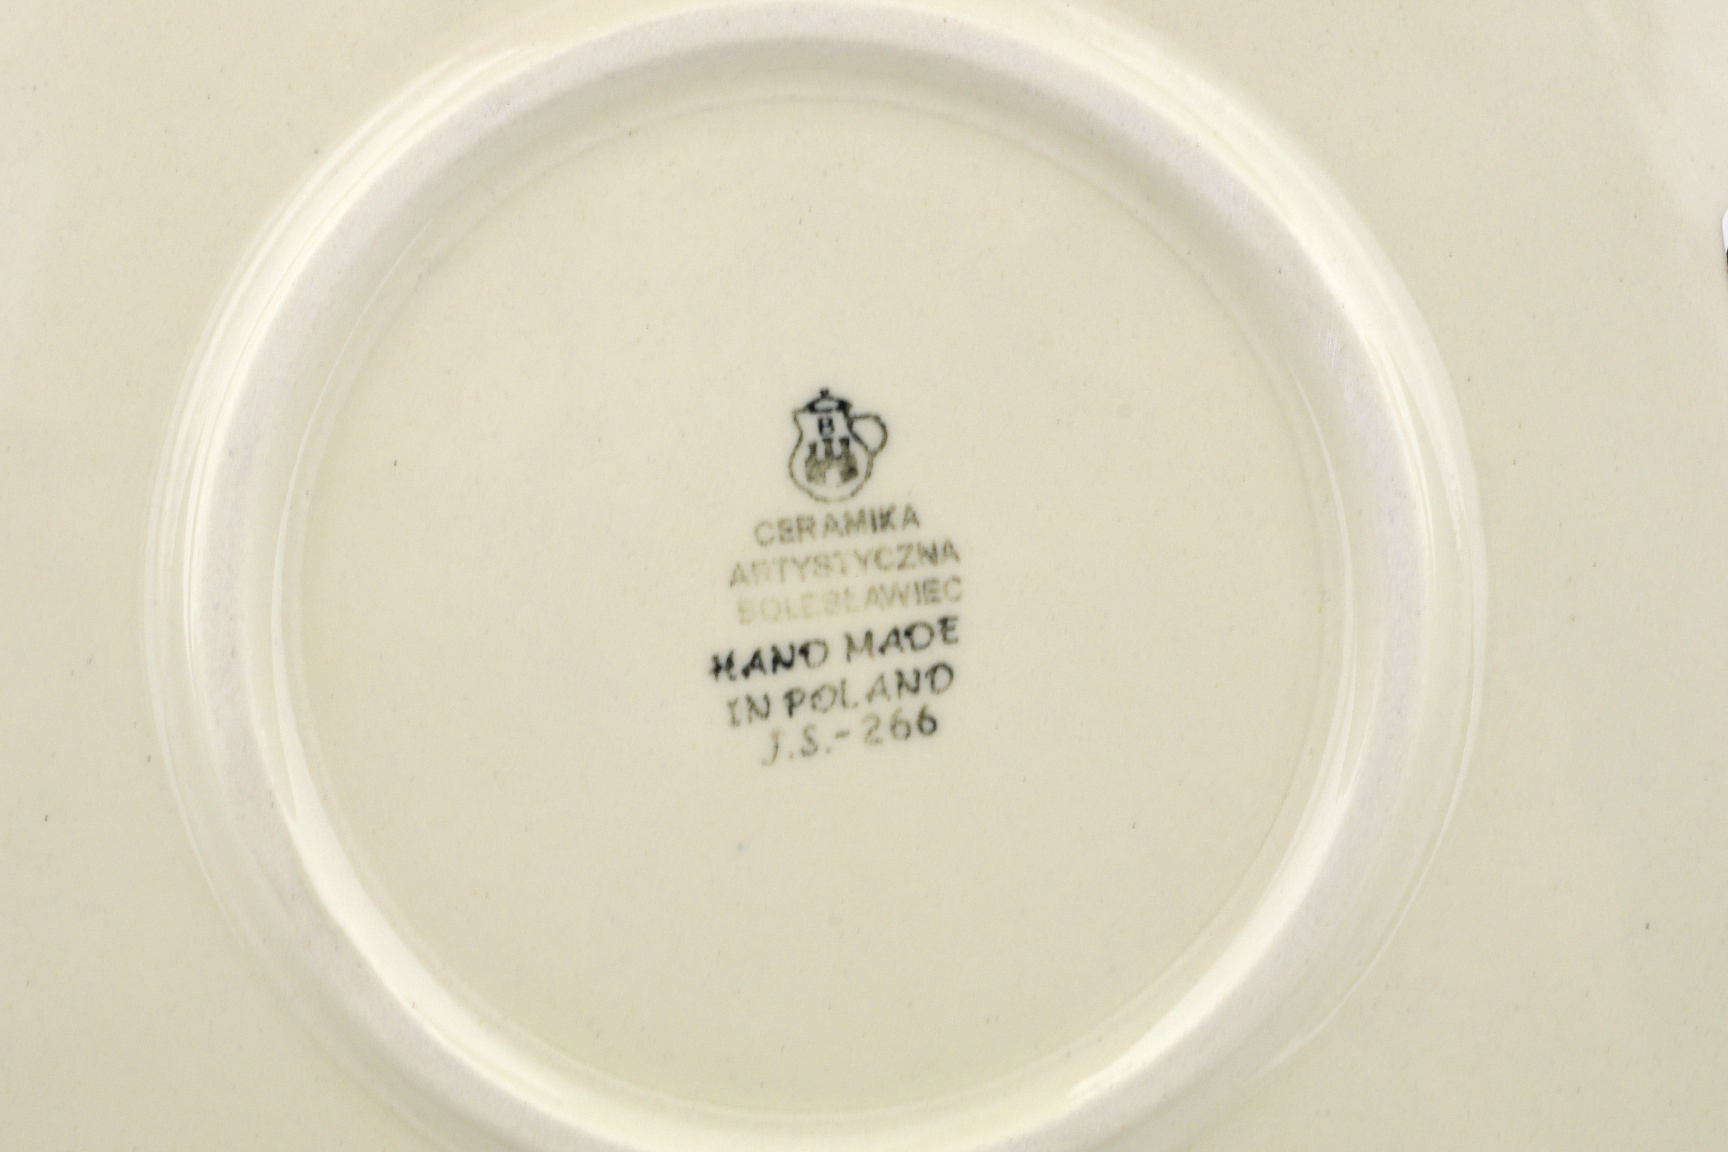 B
CERAMIKA
ARTYSTYCZNA
BOLESŁAWIEC
HAND MADE
IN POLAND
J.S.-266